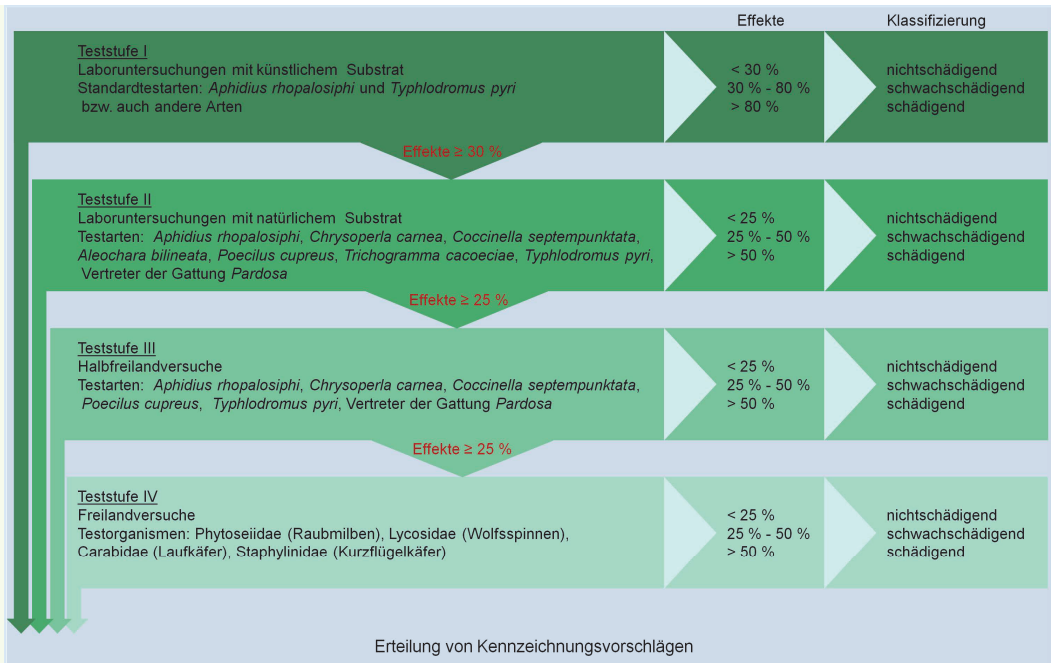 Effekte Klassifizierung
Teststufe I
Laboruntersuchungen mit künstlichem Substrat
Standardtestarten: Aphidius rhopalosiphi und Typhlodromus pyri
bzw. auch andere Arten
< 30 % nichtschädigend
30 % - 80 % schwachschädigend
> 80 % schädigend
Effekte ≥ 30 %
Teststufe II
Laboruntersuchungen mit natürlichem Substrat
Testarten: Aphidius rhopalosiphi, Chrysoperla carnea, Coccinella septempunktata,
Aleochara bilineata, Poecilus cupreus, Trichogramma cacoeciae, Typhlodromus pyri,
Vertreter der Gattung Pardosa
< 25 % nichtschädigend
25 % - 50 % schwachschädigend
> 50 % schädigend
Effekte ≥ 25 %
Teststufe III
Halbfreilandversuche
Testarten: Aphidius rhopalosiphi, Chrysoperla carnea, Coccinella septempunktata,
Poecilus cupreus, Typhlodromus pyri, Vertreter der Gattung Pardosa
< 25 % nichtschädigend
25 % - 50 % schwachschädigend
> 50 % schädigend
Effekte ≥ 25 %
Teststufe IV
Freilandversuche
Testorganismen: Phytoseiidae (Raubmilben), Lycosidae (Wolfsspinnen),
Carabidae (Laufkäfer), Staphylinidae (Kurzflügelkäfer)
< 25 % nichtschädigend
25 % - 50 % schwachschädigend
> 50 % schädigend
Erteilung von Kennzeichnungsvorschlägen